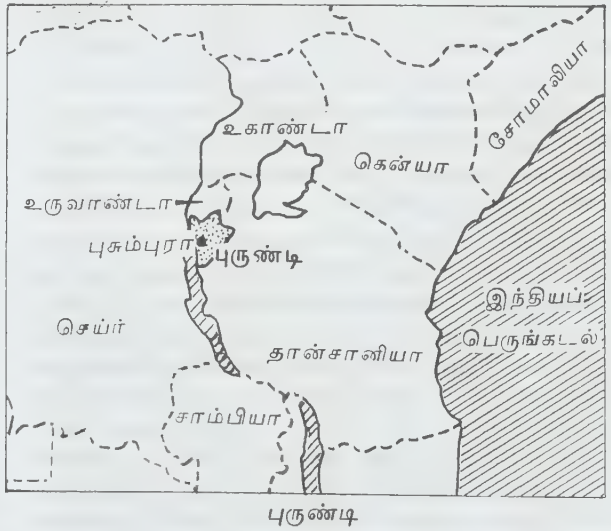 சோமாலியா
உகாண்டா
கென்யா
உருவாண்டா
புசும்புரா
புருண்டி
இந்தியப்
பெருங்கடல்
செய்ர்
தான்சானியா
சாம்பியா
புருண்டி